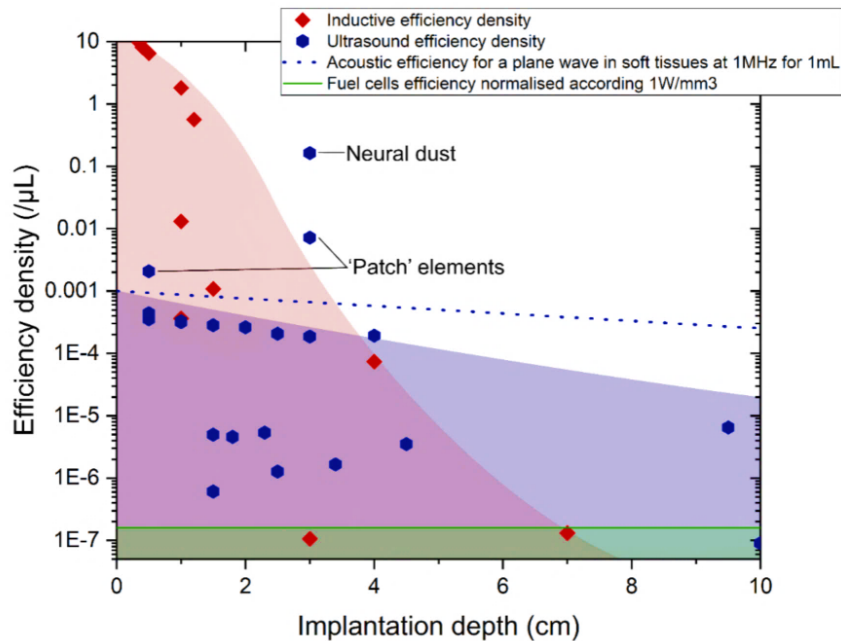 Inductive efficiency density
Ultrasound efficiency density
Acoustic efficiency for a plane wave in soft tissues at 1MHz for 1mL
Fuel cells efficiency normalised according 1W/mm3
10
1
0.1
0.01
0.001
1E-4
1E-5
1E-6
1E-7
Efficiency density (/µL)
Neural dust
'Patch' elements
0 2 4 6 8 10
Implantation depth (cm)